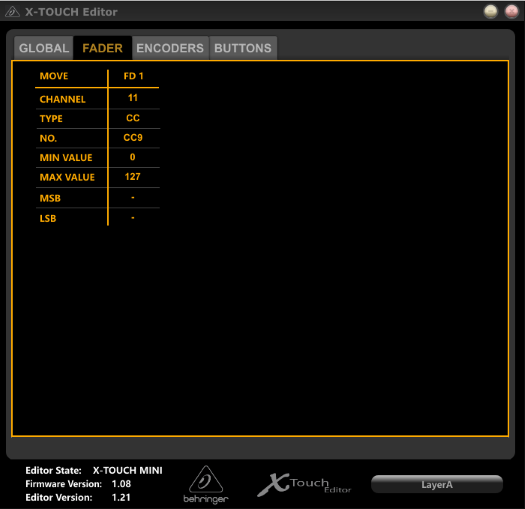 X-TOUCH Editor
GLOBAL FADER ENCODERS BUTTONS
MOVE FD 1
CHANNEL 11
TYPE CC
NO. CC9
MIN VALUE 0
MAX VALUE 127
MSB -
LSB -
Editor State: X-TOUCH MINI
Firmware Version: 1.08
Editor Version: 1.21
behringer
X Touch Editor
LayerA